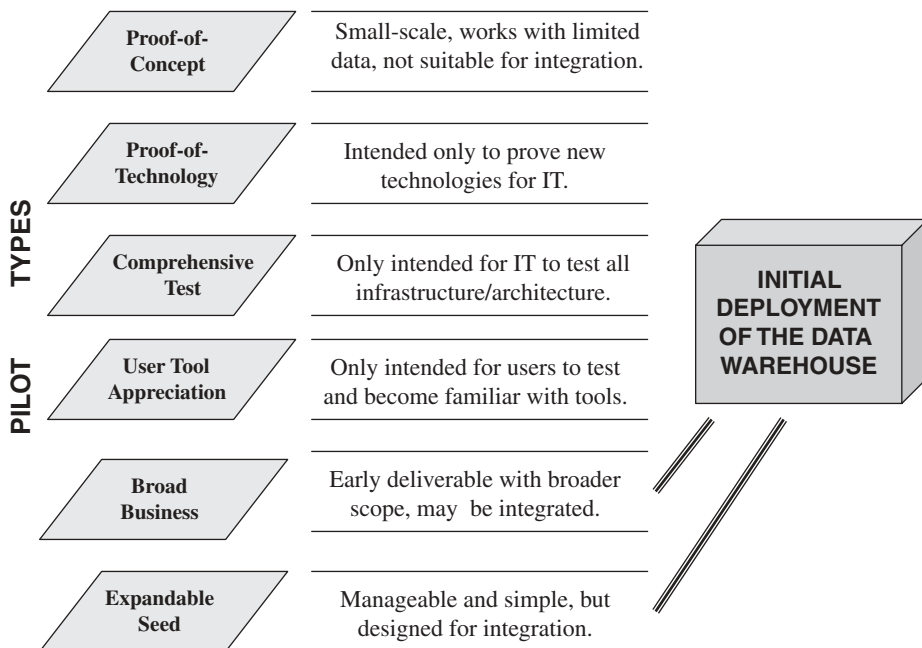 Proof-of-
Concept
Small-scale, works with limited
data, not suitable for integration.
Proof-of-
Technology
Intended only to prove new
technologies for IT.
Comprehensive
Test
Only intended for IT to test all
infrastructure/architecture.
User Tool
Appreciation
Only intended for users to test
and become familiar with tools.
Broad
Business
Early deliverable with broader
scope, may be integrated.
Expandable
Seed
Manageable and simple, but
designed for integration.
PILOT TYPES
INITIAL
DEPLOYMENT
OF THE DATA
WAREHOUSE